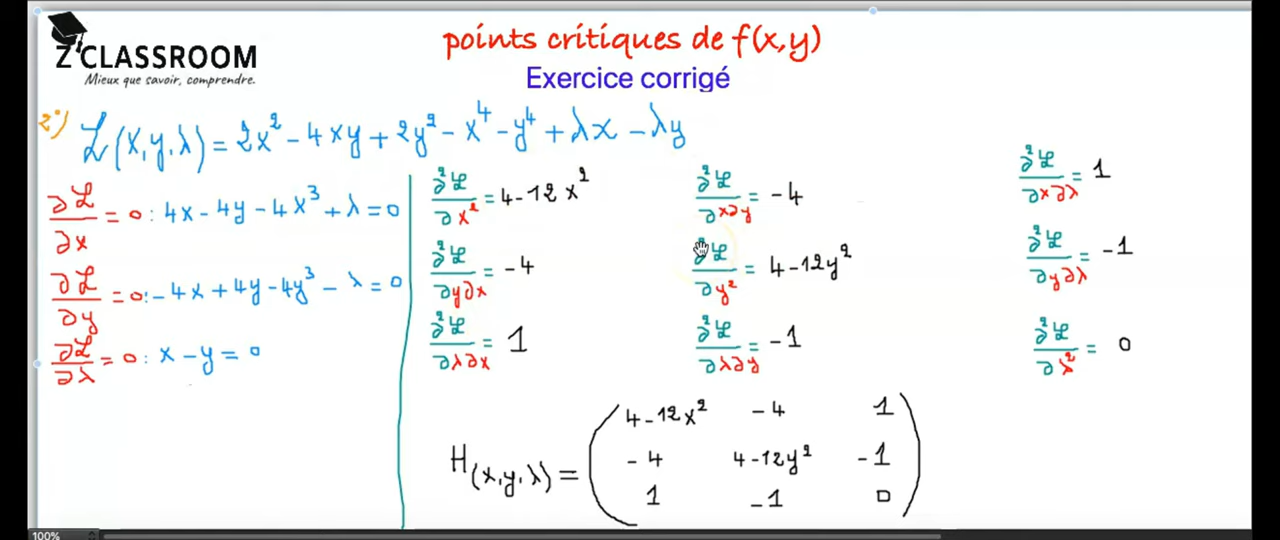 Z CLASSROOM
Mieux que savoir, comprendre.
points critiques de f(x,y)
Exercice corrigé
2°) ℒ(x,y,λ) = 2x² - 4xy + 2y² - x⁴ - y⁴ + λx - λy
∂ℒ/∂x = 0 : 4x - 4y - 4x³ + λ = 0
∂ℒ/∂y = 0 : - 4x + 4y - 4y³ - λ = 0
∂ℒ/∂λ = 0 : x - y = 0
∂²ℒ/∂x² = 4 - 12x² ∂²ℒ/∂x∂y = -4 ∂²ℒ/∂x∂λ = 1
∂²ℒ/∂y∂x = -4 ∂²ℒ/∂y² = 4 - 12y² ∂²ℒ/∂y∂λ = -1
∂²ℒ/∂λ∂x = 1 ∂²ℒ/∂λ∂y = -1 ∂²ℒ/∂λ² = 0
4 - 12x² -4 1
H(x,y,λ) = -4 4 - 12y² -1
1 -1 0
100%